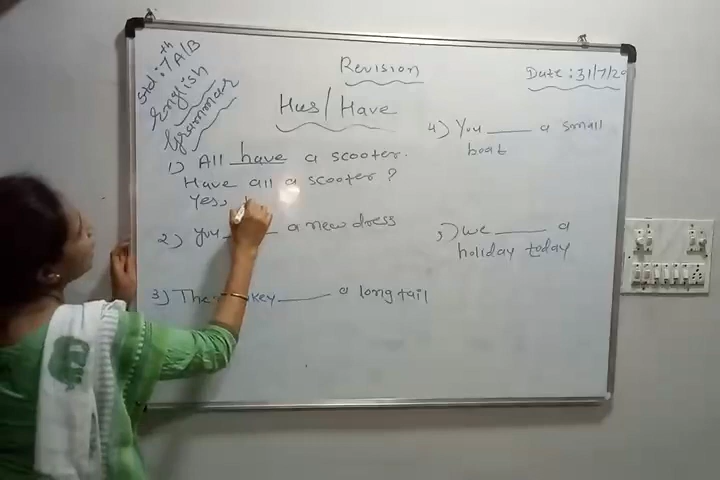 Std: 7th A/B
English
Grammar
Revision
Date: 31/7/20
Has/Have
1) All have a scooter.
Have all a scooter?
Yes,
2) you ____ a new dress
3) The key ____ a long tail
4) You ____ a small
boat
5) We ____ a
holiday today